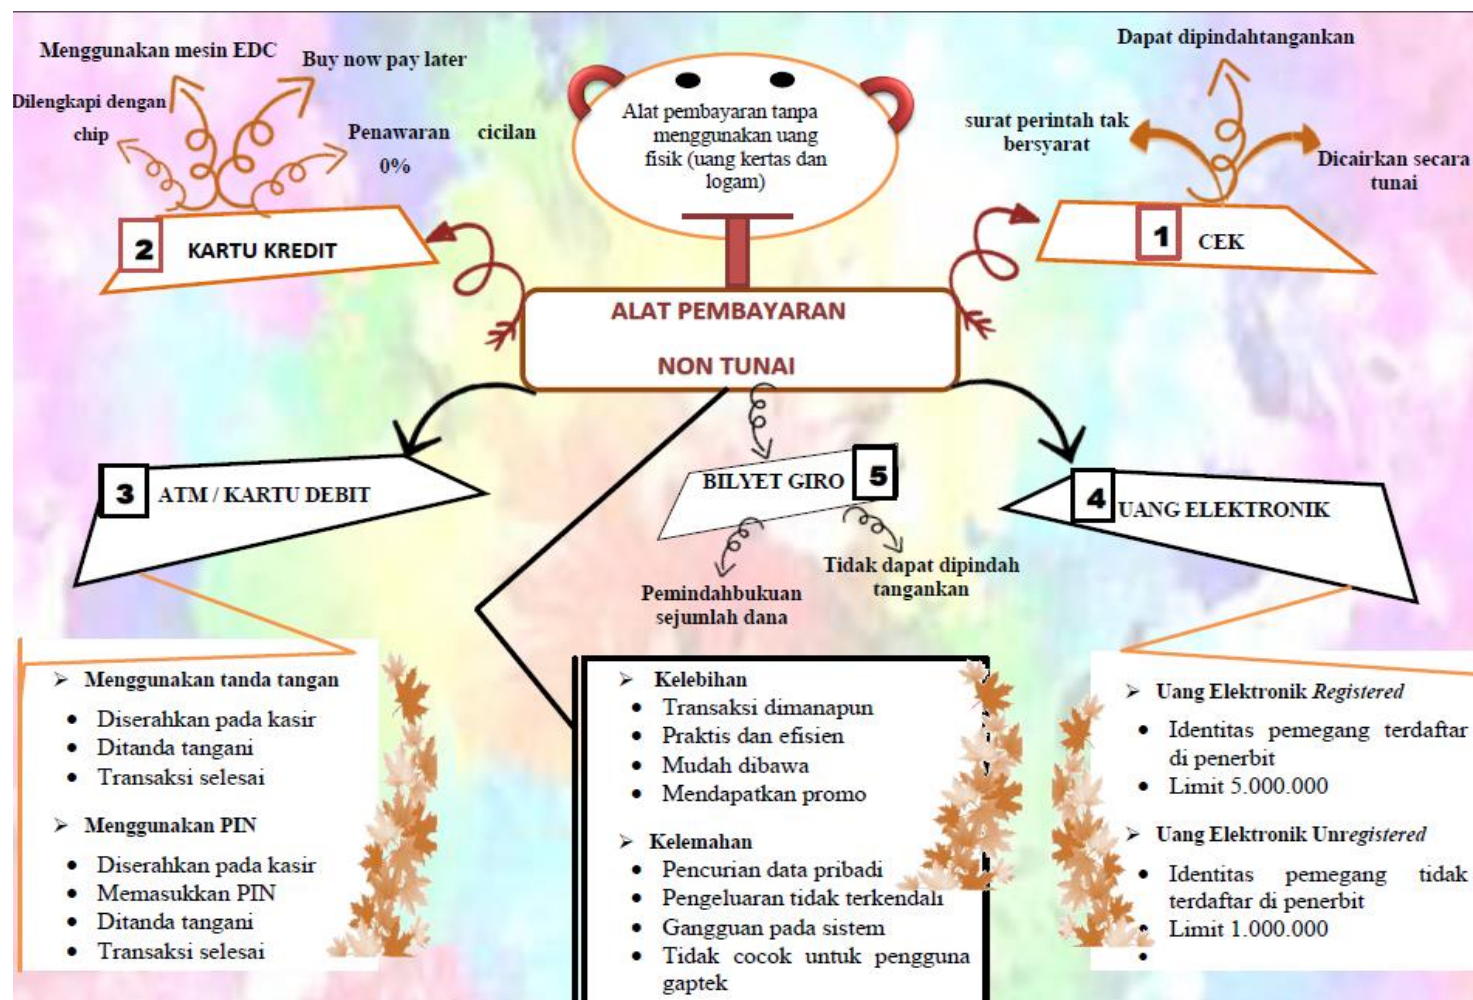 Menggunakan mesin EDC
Buy now pay later
Dilengkapi dengan
chip
Penawaran cicilan
0%
2
KARTU KREDIT
Alat pembayaran tanpa
menggunakan uang
fisik (uang kertas dan
logam)
Dapat dipindahtangankan
surat perintah tak
bersyarat
Dicairkan secara
tunai
1
CEK
ALAT PEMBAYARAN
NON TUNAI
3
ATM / KARTU DEBIT
BILYET GIRO
5
Pemindahbukuan
sejumlah dana
Tidak dapat dipindah
tangankan
4
UANG ELEKTRONIK
➢ Menggunakan tanda tangan
• Diserahkan pada kasir
• Ditanda tangani
• Transaksi selesai
➢ Menggunakan PIN
• Diserahkan pada kasir
• Memasukkan PIN
• Ditanda tangani
• Transaksi selesai
➢ Kelebihan
• Transaksi dimanapun
• Praktis dan efisien
• Mudah dibawa
• Mendapatkan promo
➢ Kelemahan
• Pencurian data pribadi
• Pengeluaran tidak terkendali
• Gangguan pada sistem
• Tidak cocok untuk pengguna
gaptek
➢ Uang Elektronik Registered
• Identitas pemegang terdaftar
di penerbit
• Limit 5.000.000
➢ Uang Elektronik Unregistered
• Identitas pemegang tidak
terdaftar di penerbit
• Limit 1.000.000
•